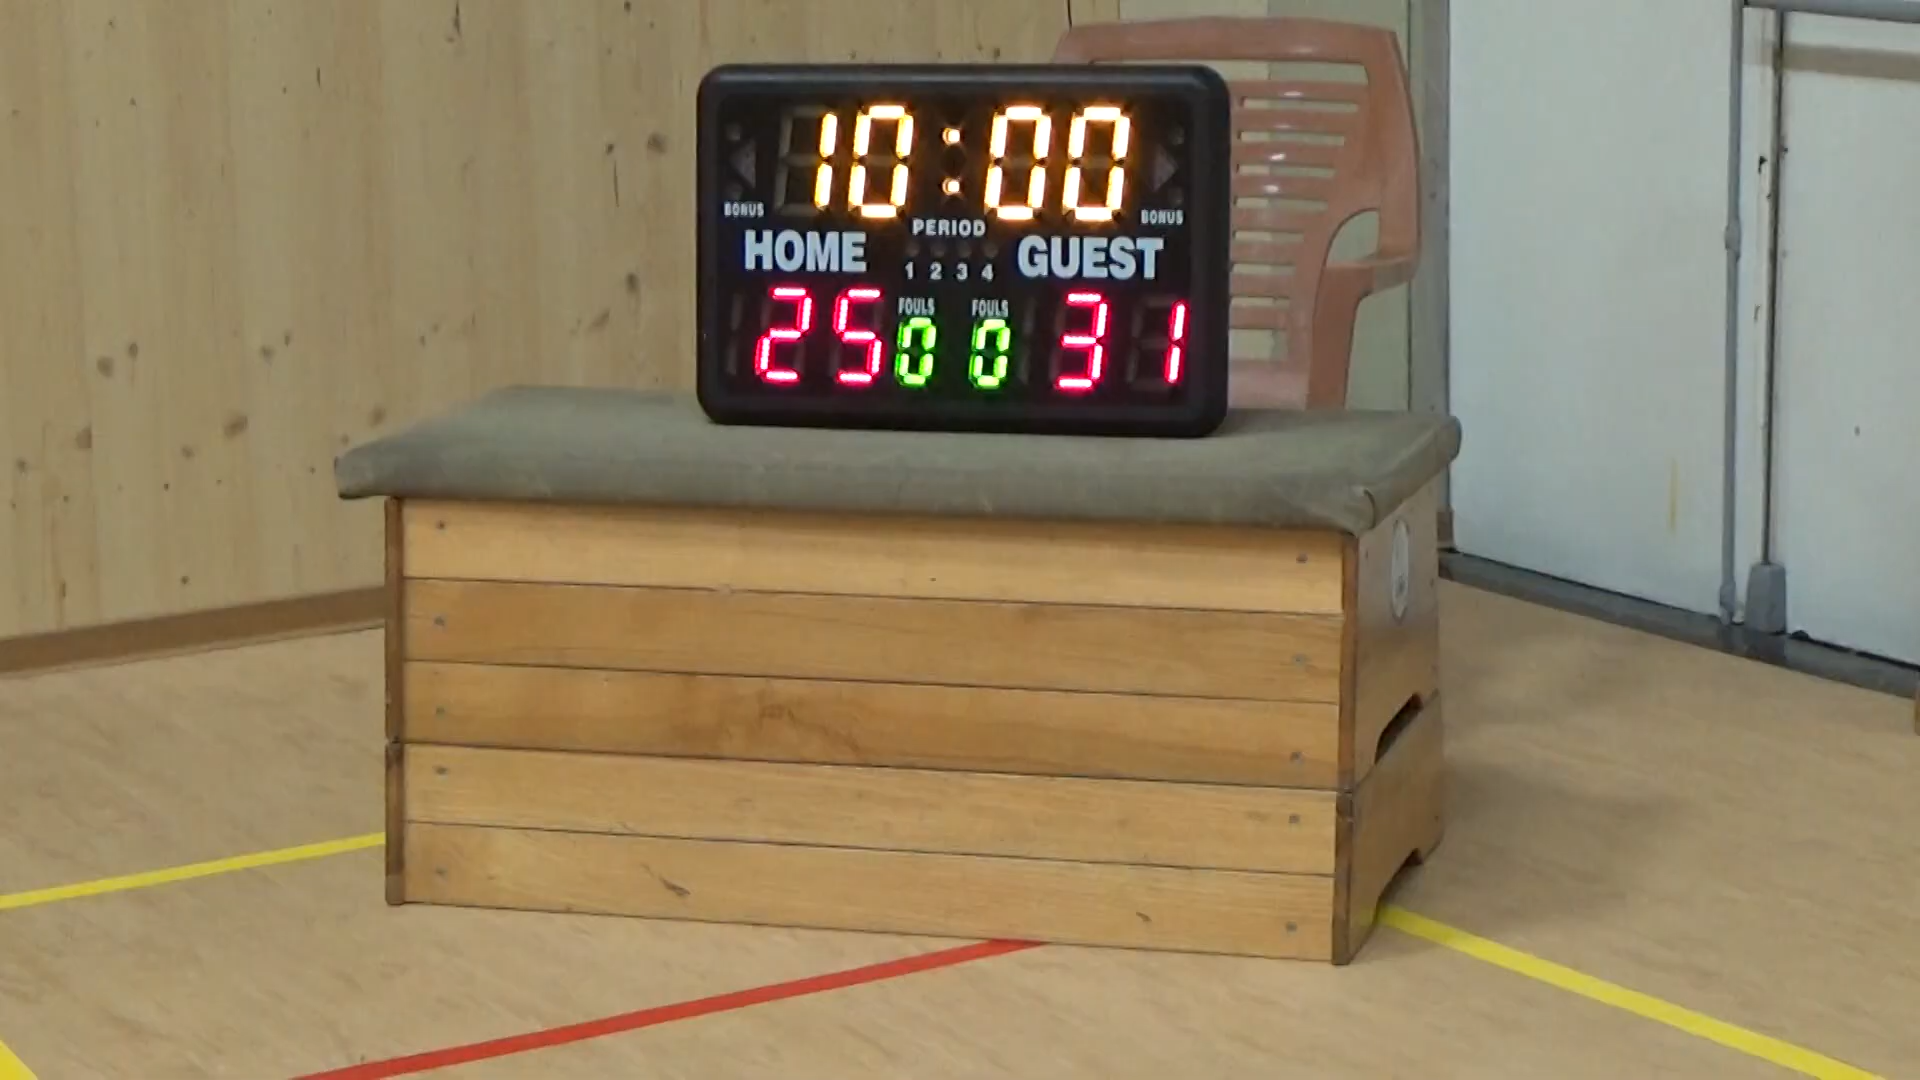 10:00
BONUS BONUS
PERIOD
HOME GUEST
1 2 3 4
FOULS FOULS
25 0 0 31